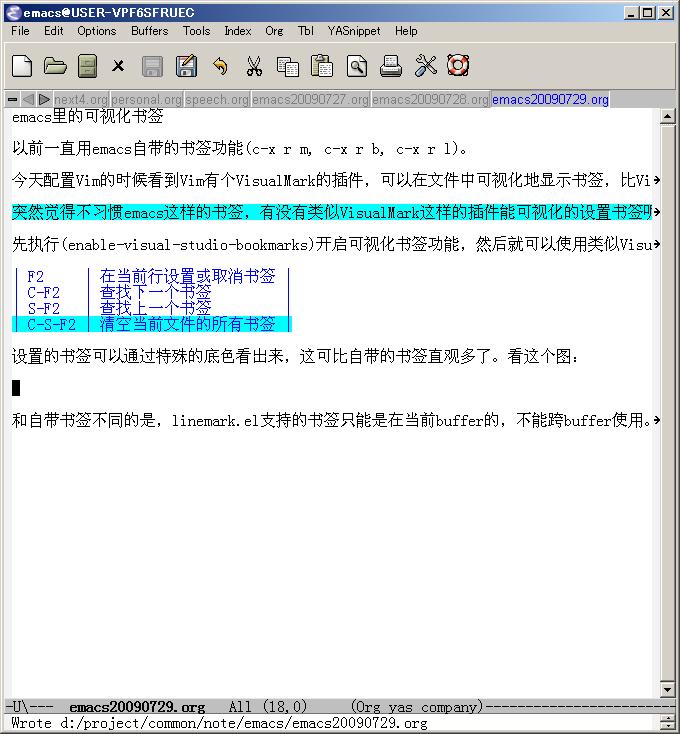 emacs@USER-VPF6SFRUEC
File Edit Options Buffers Tools Index Org Tbl YASnippet Help
next4.org personal.org speech.org emacs20090727.org emacs20090728.org emacs20090729.org
emacs里的可视化书签
以前一直用emacs自带的书签功能(c-x r m, c-x r b, c-x r l)。
今天配置Vim的时候看到Vim有个VisualMark的插件，可以在文件中可视化地显示书签，比Vi
突然觉得不习惯emacs这样的书签，有没有类似VisualMark这样的插件能可视化的设置书签
先执行(enable-visual-studio-bookmarks)开启可视化书签功能，然后就可以使用类似Visu
| F2 | 在当前行设置或取消书签 |
| C-F2 | 查找下一个书签 |
| S-F2 | 查找上一个书签 |
| C-S-F2 | 清空当前文件的所有书签 |
设置的书签可以通过特殊的底色看出来，这可比自带的书签直观多了。看这个图：
和自带书签不同的是，linemark.el支持的书签只能是在当前buffer的，不能跨buffer使用。
-U\--- emacs20090729.org All (18,0) (Org yas company)------------------------
Wrote d:/project/common/note/emacs/emacs20090729.org